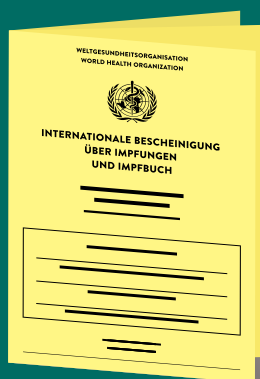 WELTGESUNDHEITSORGANISATION
WORLD HEALTH ORGANIZATION
INTERNATIONALE BESCHEINIGUNG
ÜBER IMPFUNGEN
UND IMPFBUCH